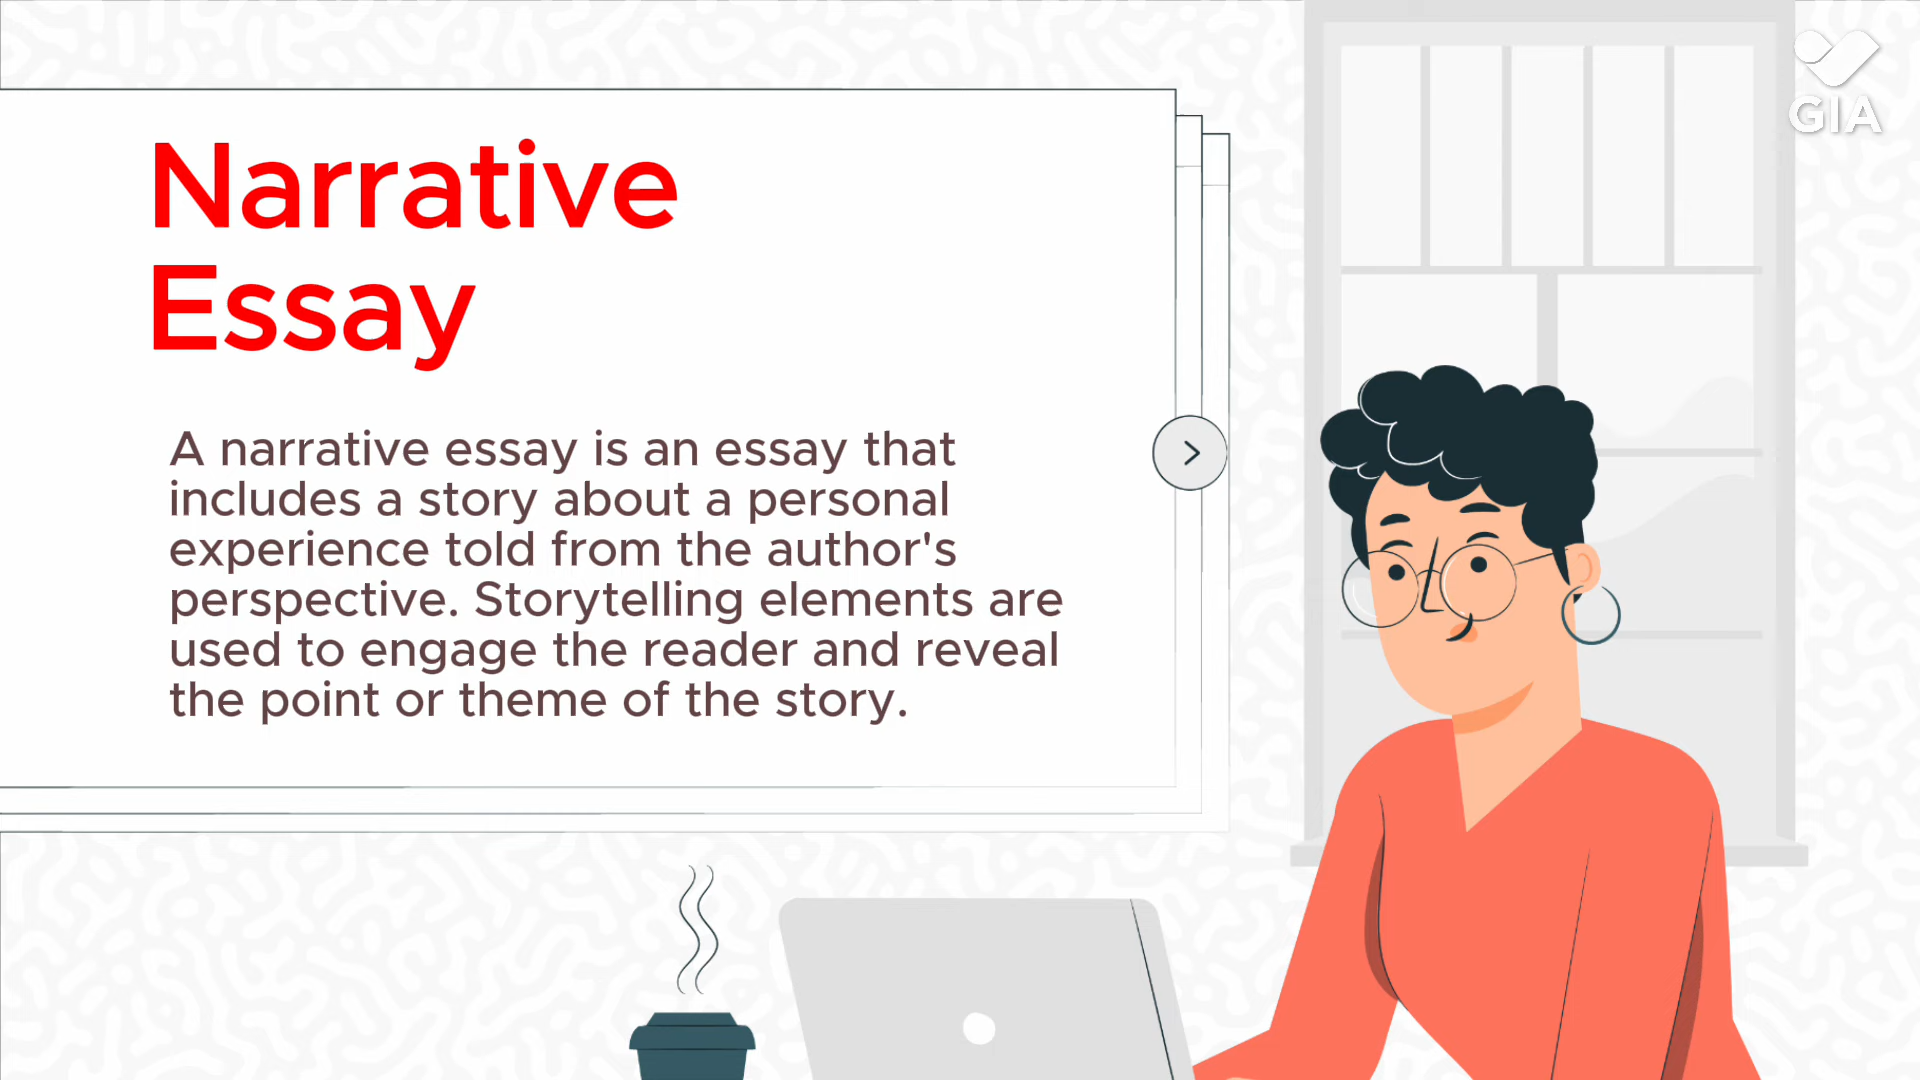 GIA
Narrative
Essay
A narrative essay is an essay that
includes a story about a personal
experience told from the author's
perspective. Storytelling elements are
used to engage the reader and reveal
the point or theme of the story.